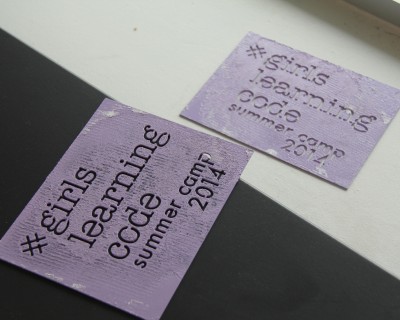 #girls
learning
code
summer camp
2014
#girls
learning
code
summer camp
2014